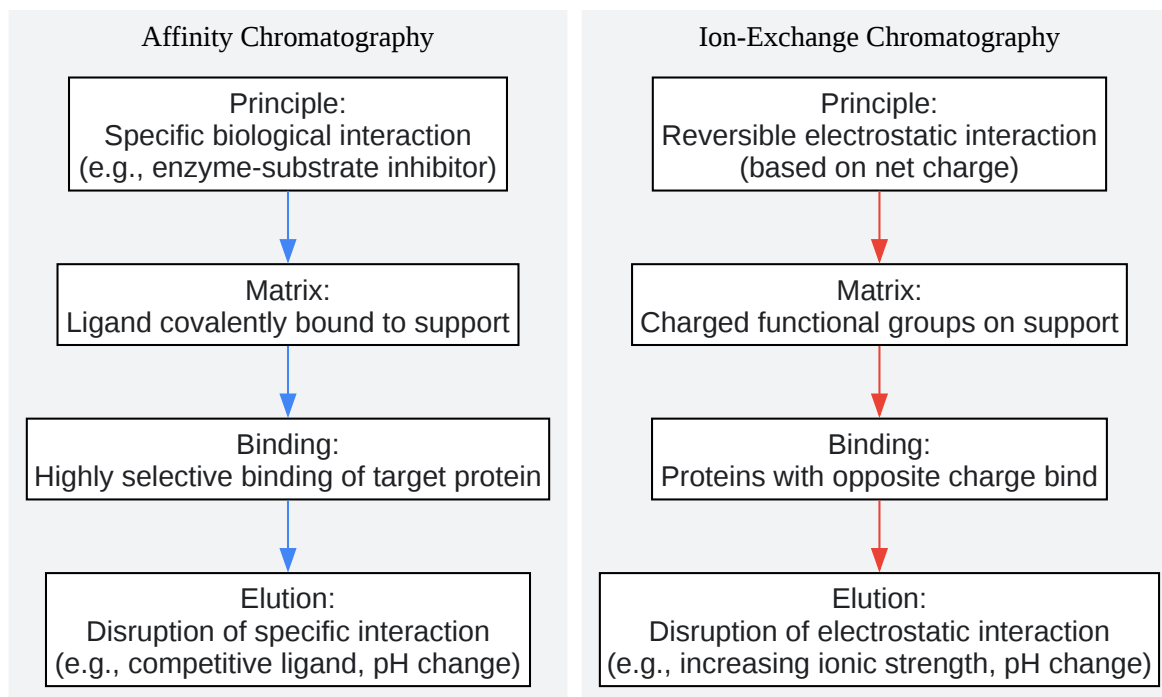 Affinity Chromatography
Principle:
Specific biological interaction
(e.g., enzyme-substrate inhibitor)
Matrix:
Ligand covalently bound to support
Binding:
Highly selective binding of target protein
Elution:
Disruption of specific interaction
(e.g., competitive ligand, pH change)
Ion-Exchange Chromatography
Principle:
Reversible electrostatic interaction
(based on net charge)
Matrix:
Charged functional groups on support
Binding:
Proteins with opposite charge bind
Elution:
Disruption of electrostatic interaction
(e.g., increasing ionic strength, pH change)